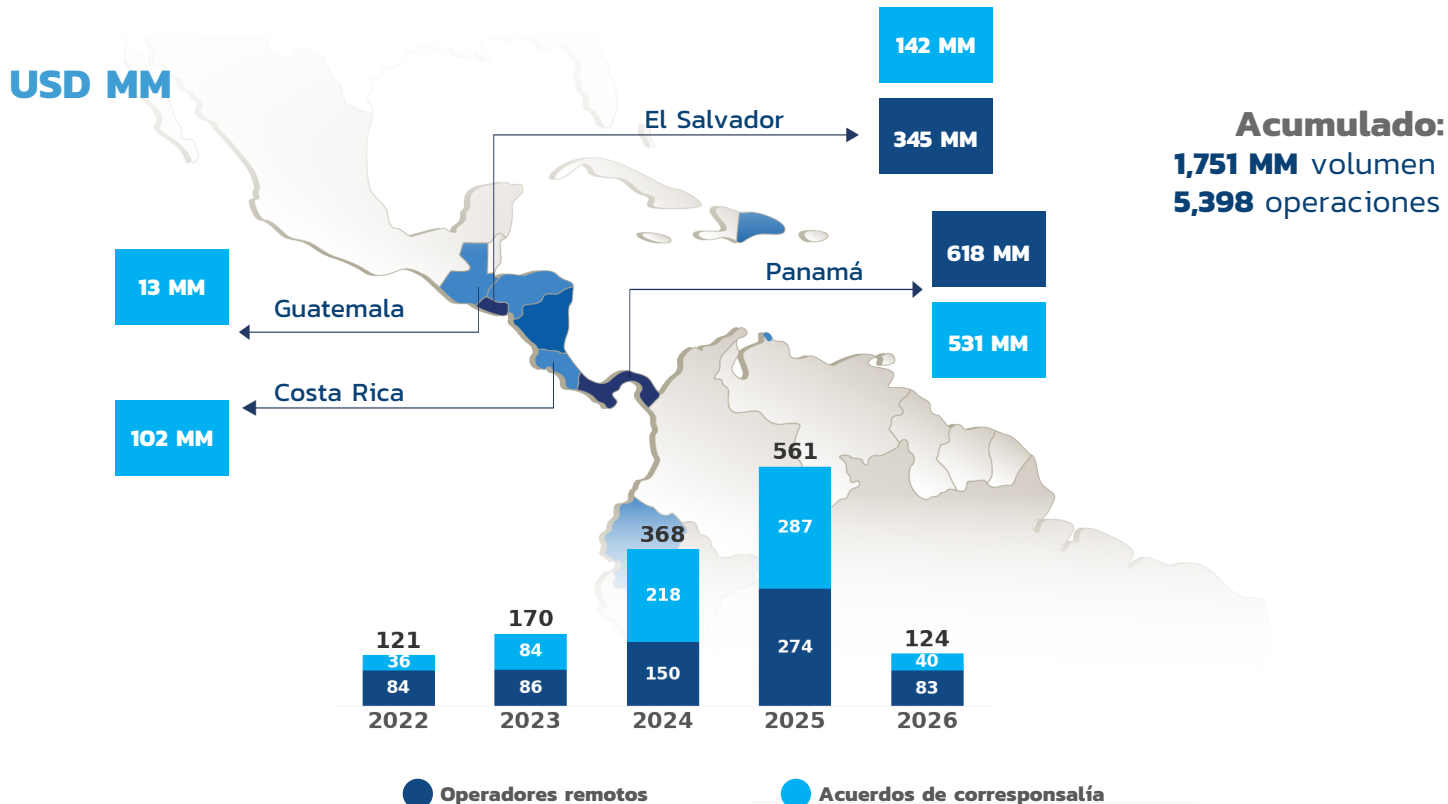 USD MM
142 MM
El Salvador
345 MM
Acumulado:
1,751 MM volumen
5,398 operaciones
618 MM
Panamá
13 MM
Guatemala
531 MM
Costa Rica
102 MM
561
287
274
368
218
150
170
84
86
121
36
84
124
40
83
2022
2023
2024
2025
2026
Operadores remotos
Acuerdos de corresponsalía